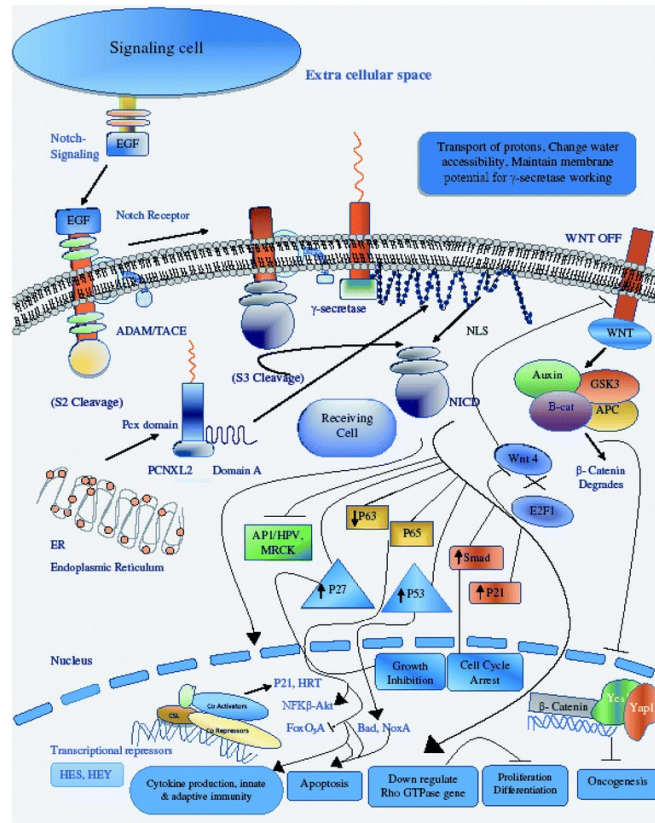 Signaling cell
Extra cellular space
Notch-
Signaling
EGF
Transport of protons, Change water
accessibility, Maintain membrane
potential for γ-secretase working
EGF
Notch Receptor
WNT OFF
γ-secretase
ADAM/TACE
NLS
WNT
(S2 Cleavage)
(S3 Cleavage)
NICD
Auxin
GSK3
B-cat
APC
Pcx domain
Receiving
Cell
PCNXL2
Domain A
Wnt 4
β- Catenin
Degrades
E2F1
ER
Endoplasmic Reticulum
AP1/HPV,
MRCK
P63
P65
Smad
P27
P53
P21
Nucleus
Growth
Inhibition
Cell Cycle
Arrest
P21, HRT
CSL
Co Activators
Co Repressors
NFKβ-Akt
FoxO3A
Bad, NoxA
β- Catenin
Yes
Yap1
Transcriptional repressors
HES, HEY
Cytokine production, innate
& adaptive immunity
Apoptosis
Down regulate
Rho GTPase gene
Proliferation
Differentiation
Oncogenesis